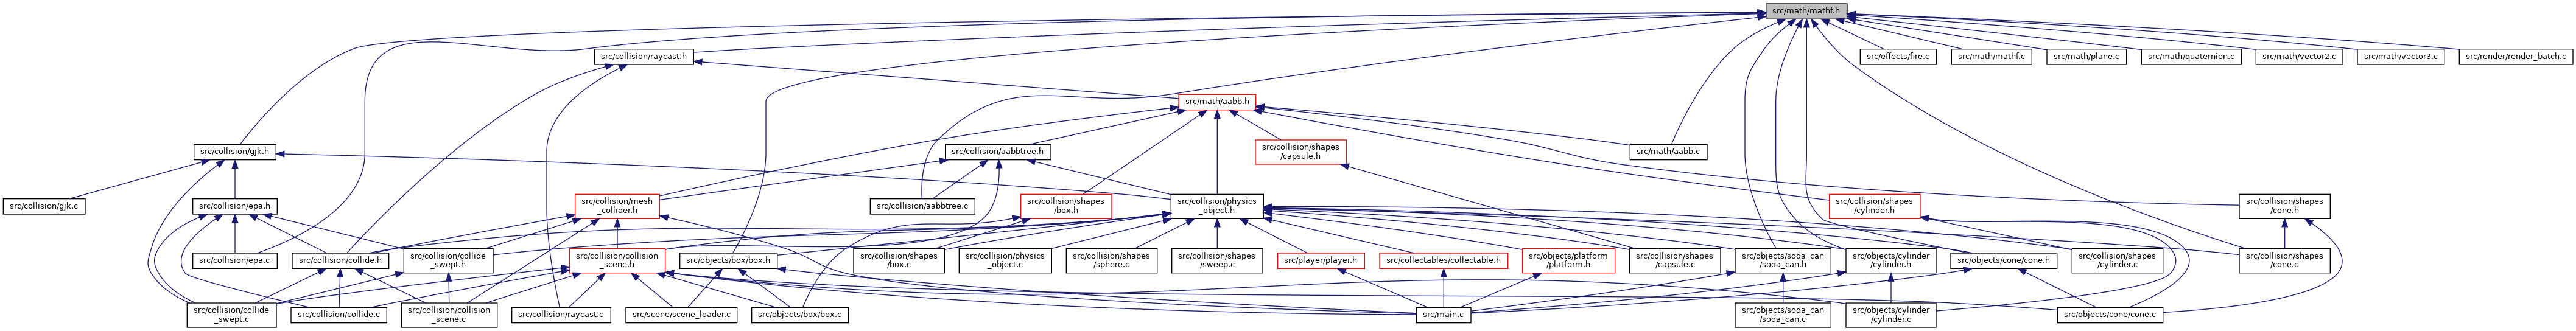 src/math/mathf.h
src/collision/raycast.h
src/effects/fire.c
src/math/mathf.c
src/math/plane.c
src/math/quaternion.c
src/math/vector2.c
src/math/vector3.c
src/render/render_batch.c
src/math/aabb.h
src/collision/gjk.h
src/collision/aabbtree.h
src/collision/shapes
/capsule.h
src/math/aabb.c
src/collision/gjk.c
src/collision/epa.h
src/collision/mesh
_collider.h
src/collision/aabbtree.c
src/collision/shapes
/box.h
src/collision/physics
_object.h
src/collision/shapes
/cylinder.h
src/collision/shapes
/cone.h
src/collision/epa.c
src/collision/collide.h
src/collision/collide
_swept.h
src/collision/collision
_scene.h
src/objects/box/box.h
src/collision/shapes
/box.c
src/collision/physics
_object.c
src/collision/shapes
/sphere.c
src/collision/shapes
/sweep.c
src/player/player.h
src/collectables/collectable.h
src/objects/platform
/platform.h
src/collision/shapes
/capsule.c
src/objects/soda_can
/soda_can.h
src/objects/cylinder
/cylinder.h
src/objects/cone/cone.h
src/collision/shapes
/cylinder.c
src/collision/shapes
/cone.c
src/collision/collide
_swept.c
src/collision/collide.c
src/collision/collision
_scene.c
src/collision/raycast.c
src/scene/scene_loader.c
src/objects/box/box.c
src/main.c
src/objects/soda_can
/soda_can.c
src/objects/cylinder
/cylinder.c
src/objects/cone/cone.c